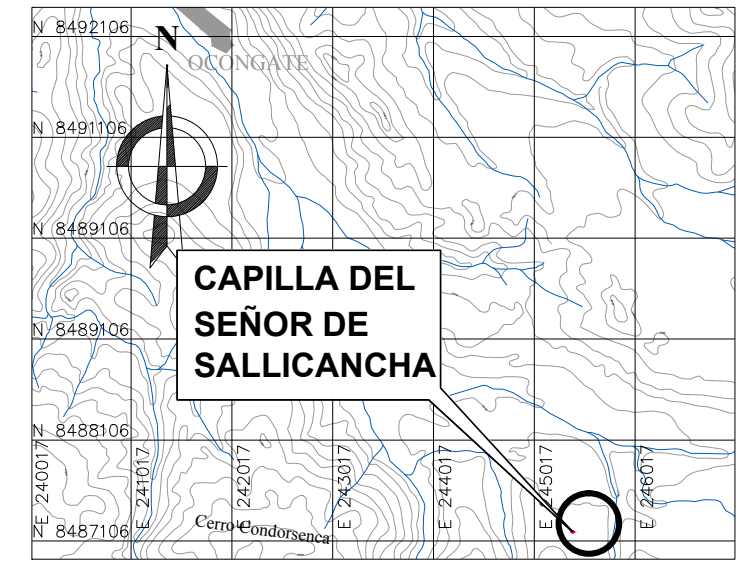 N 8492106
N
OCONGATE
N 8491106
N 8489106
CAPILLA DEL
SEÑOR DE
SALLICANCHA
N 8489106
N 8488106
E 240017
E 241017
E 242017
E 243017
E 244017
E 245017
E 246017
N 8487106
Cerro Condorsenca